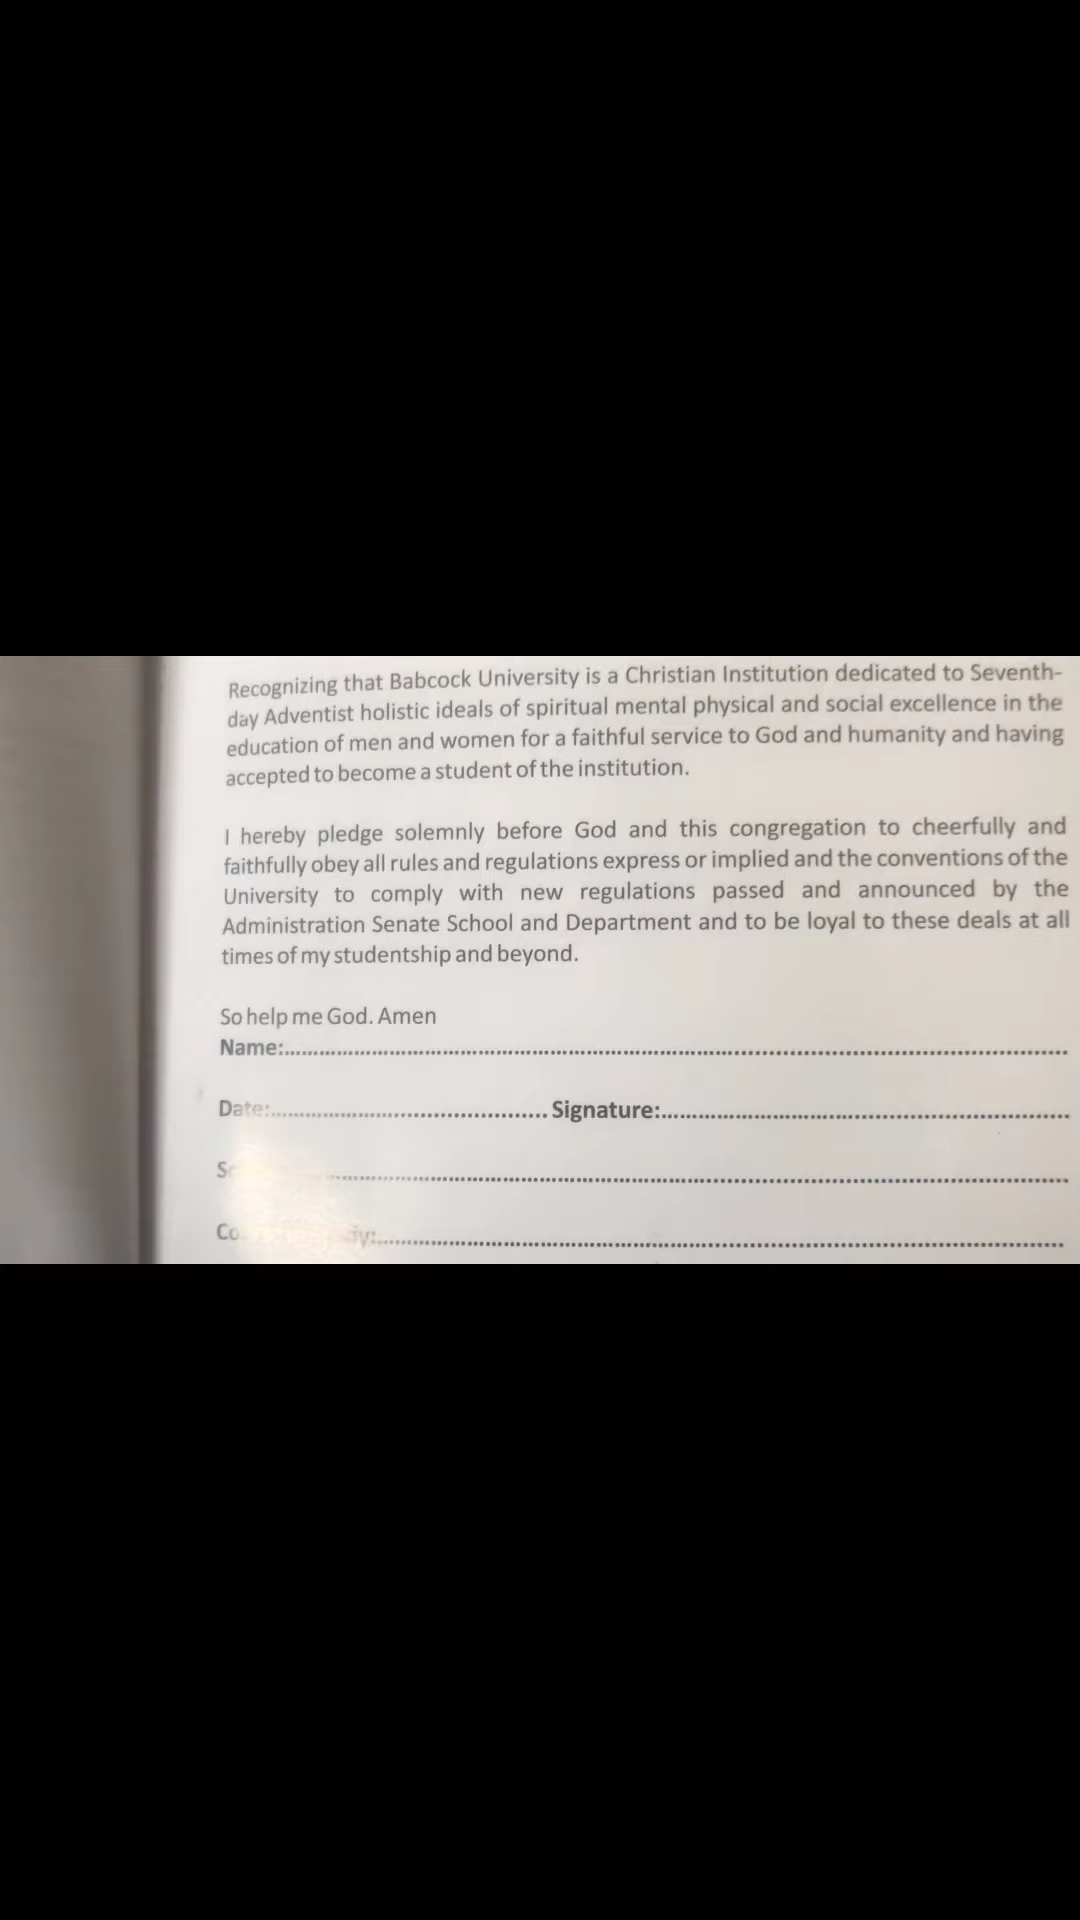 Recognizing that Babcock University is a Christian Institution dedicated to Seventh-
day Adventist holistic ideals of spiritual mental physical and social excellence in the
education of men and women for a faithful service to God and humanity and having
accepted to become a student of the institution.
I hereby pledge solemnly before God and this congregation to cheerfully and
faithfully obey all rules and regulations express or implied and the conventions of the
University to comply with new regulations passed and announced by the
Administration Senate School and Department and to be loyal to these deals at all
times of my studentship and beyond.
So help me God. Amen
Name:
Date: Signature: